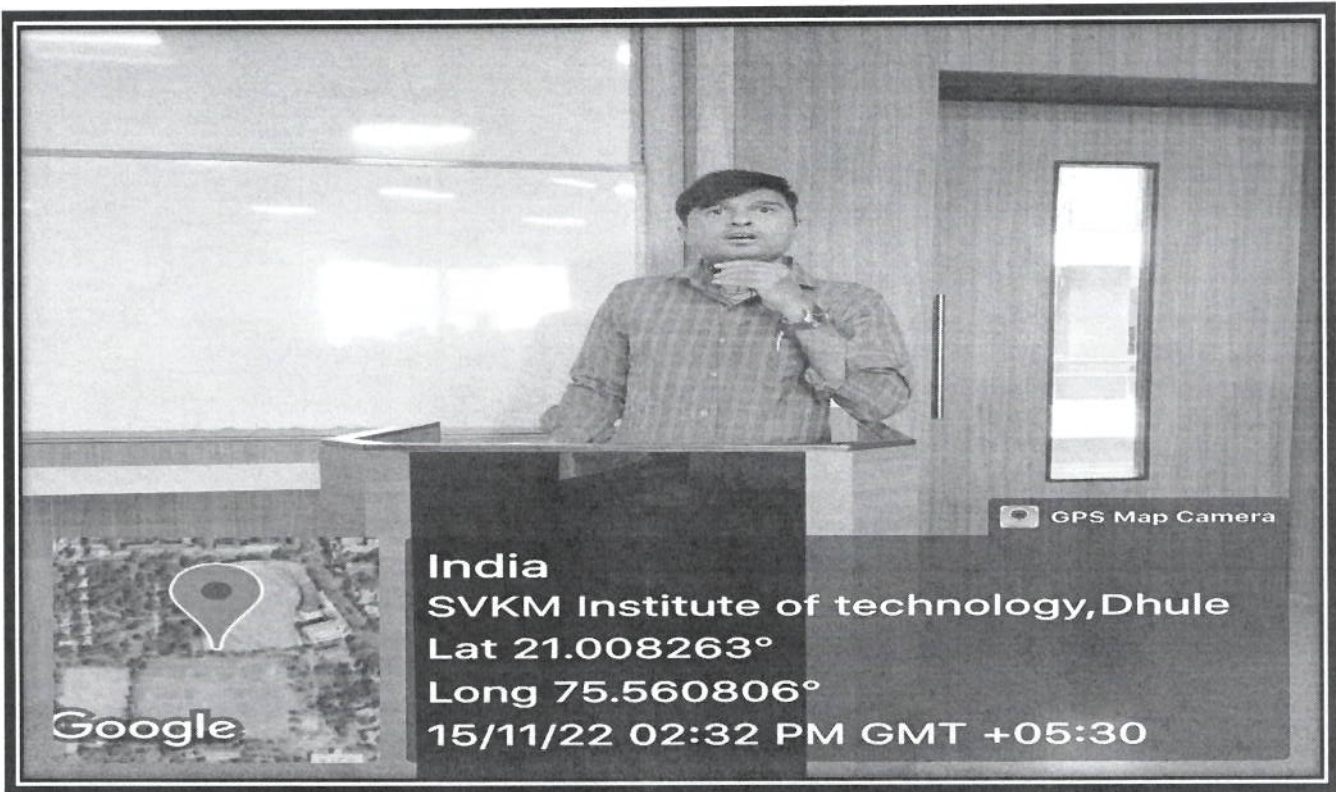 GPS Map Camera
India
SVKM Institute of technology,Dhule
Lat 21.008263°
Long 75.560806°
15/11/22 02:32 PM GMT +05:30
Google